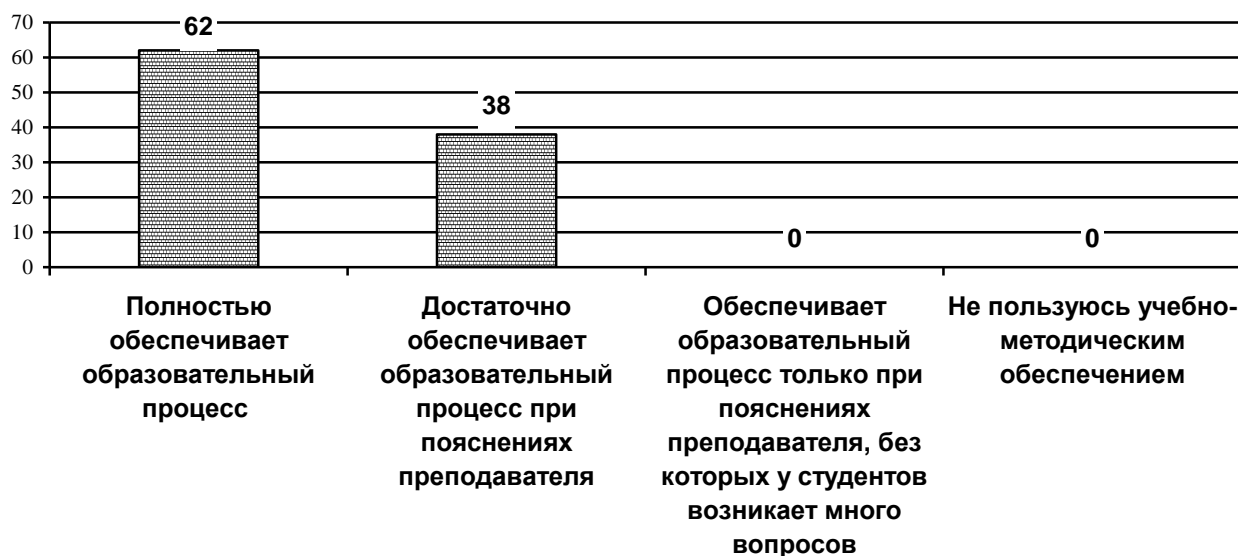 70
62
60
50
38
40
30
20
10
0
0
0
Полностью
обеспечивает
образовательный
процесс
Достаточно
обеспечивает
образовательный
процесс при
пояснениях
преподавателя
Обеспечивает
образовательный
процесс только при
пояснениях
преподавателя, без
которых у студентов
возникает много
вопросов
Не пользуюсь учебно-
методическим
обеспечением